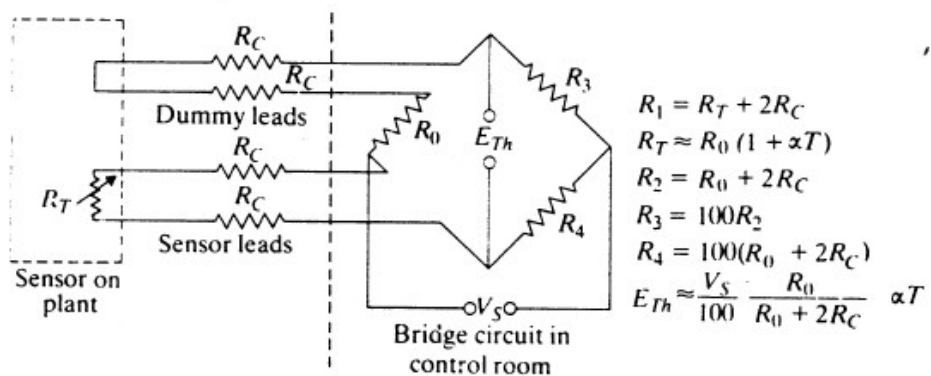 R_C
R_C
Dummy leads
R_0
R_3
E_Th
R_C
R_T
R_C
R_4
Sensor leads
Sensor on
plant
V_S
Bridge circuit in
control room
R_1 = R_T + 2R_C
R_T ≈ R_0 (1 + αT)
R_2 = R_0 + 2R_C
R_3 = 100R_2
R_4 = 100(R_0 + 2R_C)
E_Th ≈ V_S/100 R_0/(R_0 + 2R_C) αT